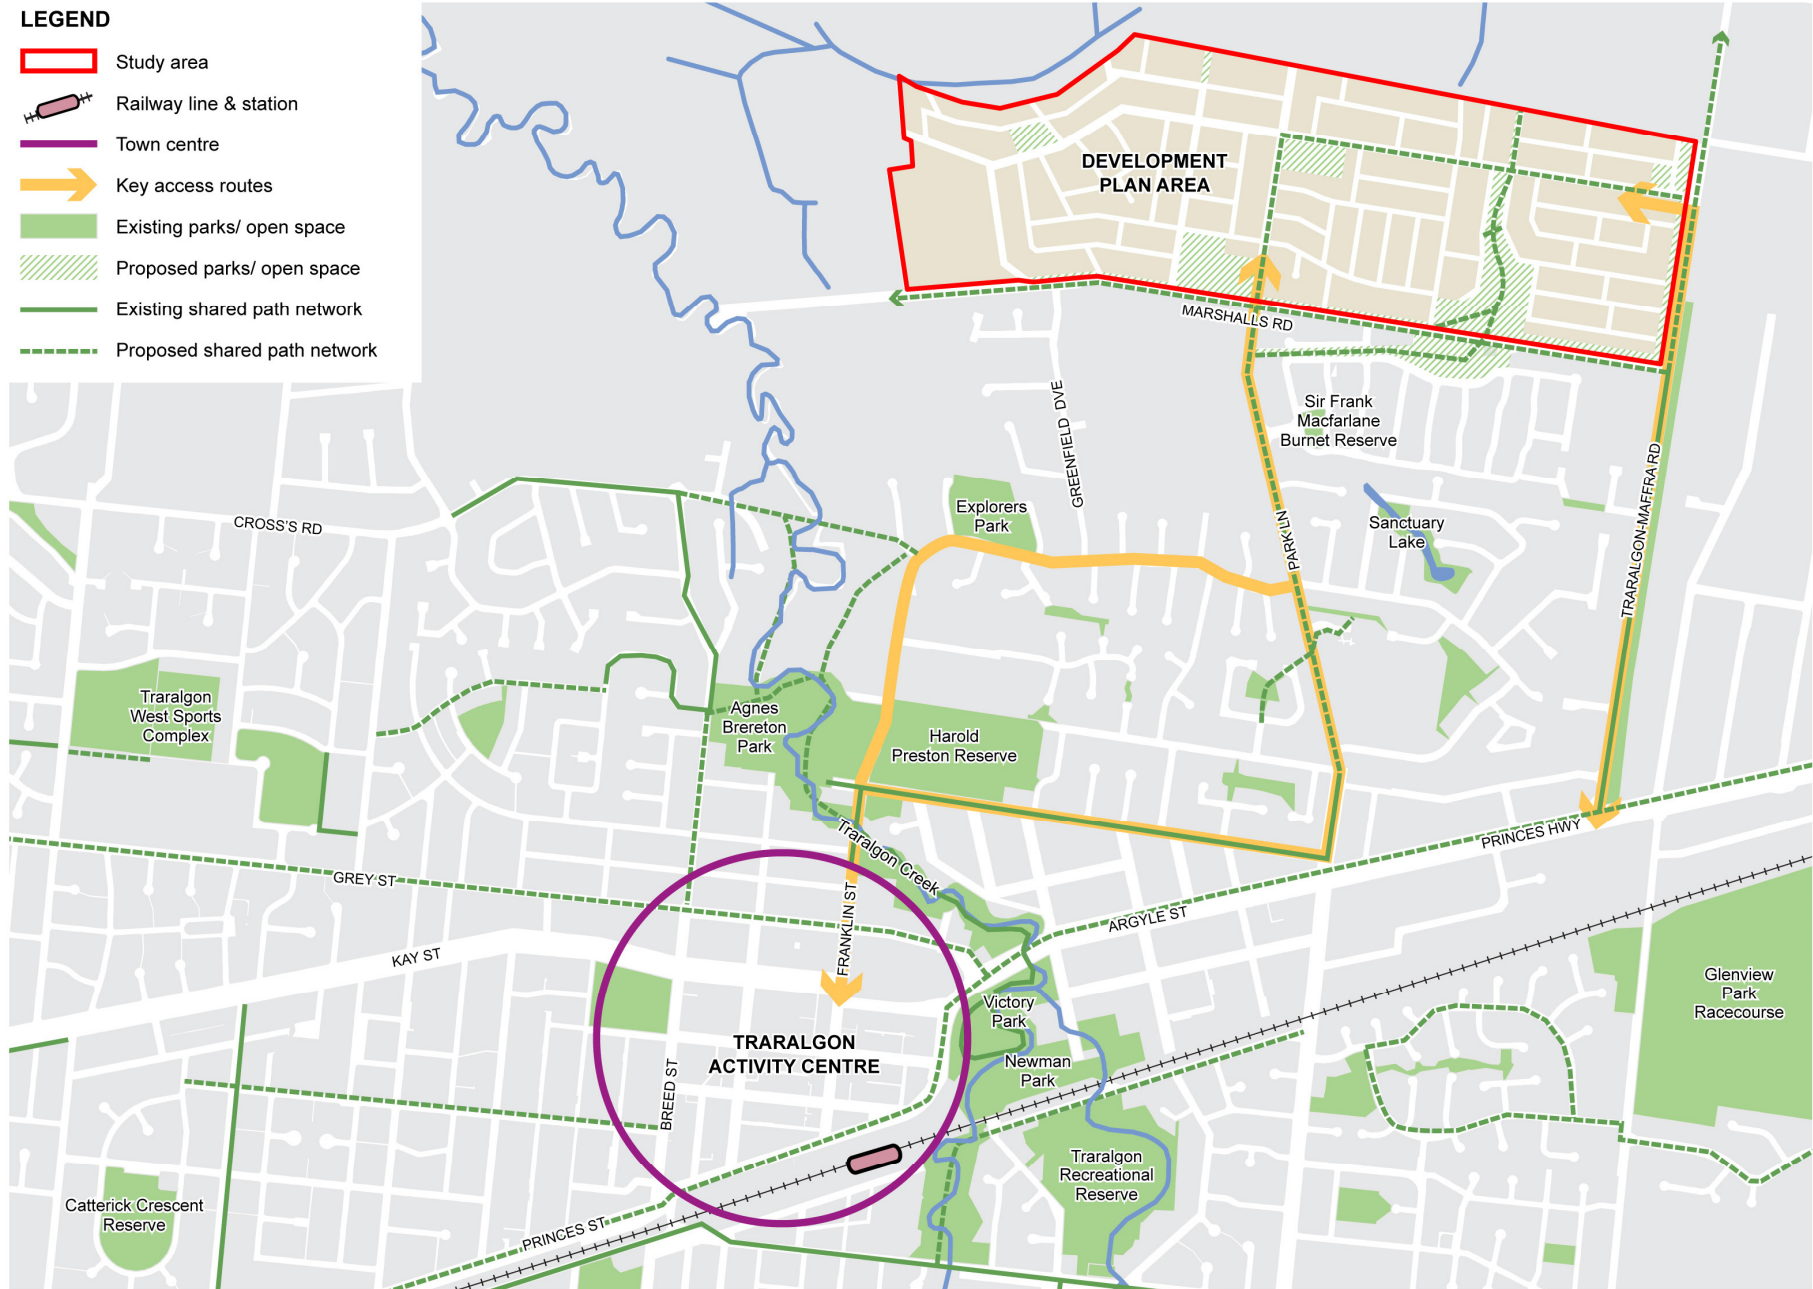 LEGEND
Study area
Railway line & station
Town centre
Key access routes
Existing parks/ open space
Proposed parks/ open space
Existing shared path network
Proposed shared path network
DEVELOPMENT
PLAN AREA
MARSHALLS RD
GREENFIELD DVE
Sir Frank
Macfarlane
Burnet Reserve
TRARALGON-MAFFRA RD
Explorers
Park
PARK LN
Sanctuary
Lake
CROSS'S RD
Traralgon
West Sports
Complex
Agnes
Brereton
Park
Harold
Preston Reserve
Traralgon Creek
PRINCES HWY
GREY ST
FRANKLIN ST
ARGYLE ST
KAY ST
Victory
Park
Glenview
Park
Racecourse
TRARALGON
ACTIVITY CENTRE
Newman
Park
BREED ST
Traralgon
Recreational
Reserve
Catterick Crescent
Reserve
PRINCES ST